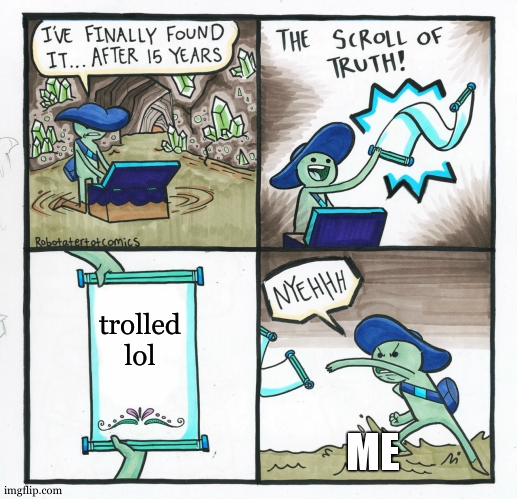 I'VE FINALLY FOUND
IT... AFTER 15 YEARS
THE SCROLL OF
TRUTH!
Robotatertotcomics
trolled
lol
NYEHHH
ME
imgflip.com